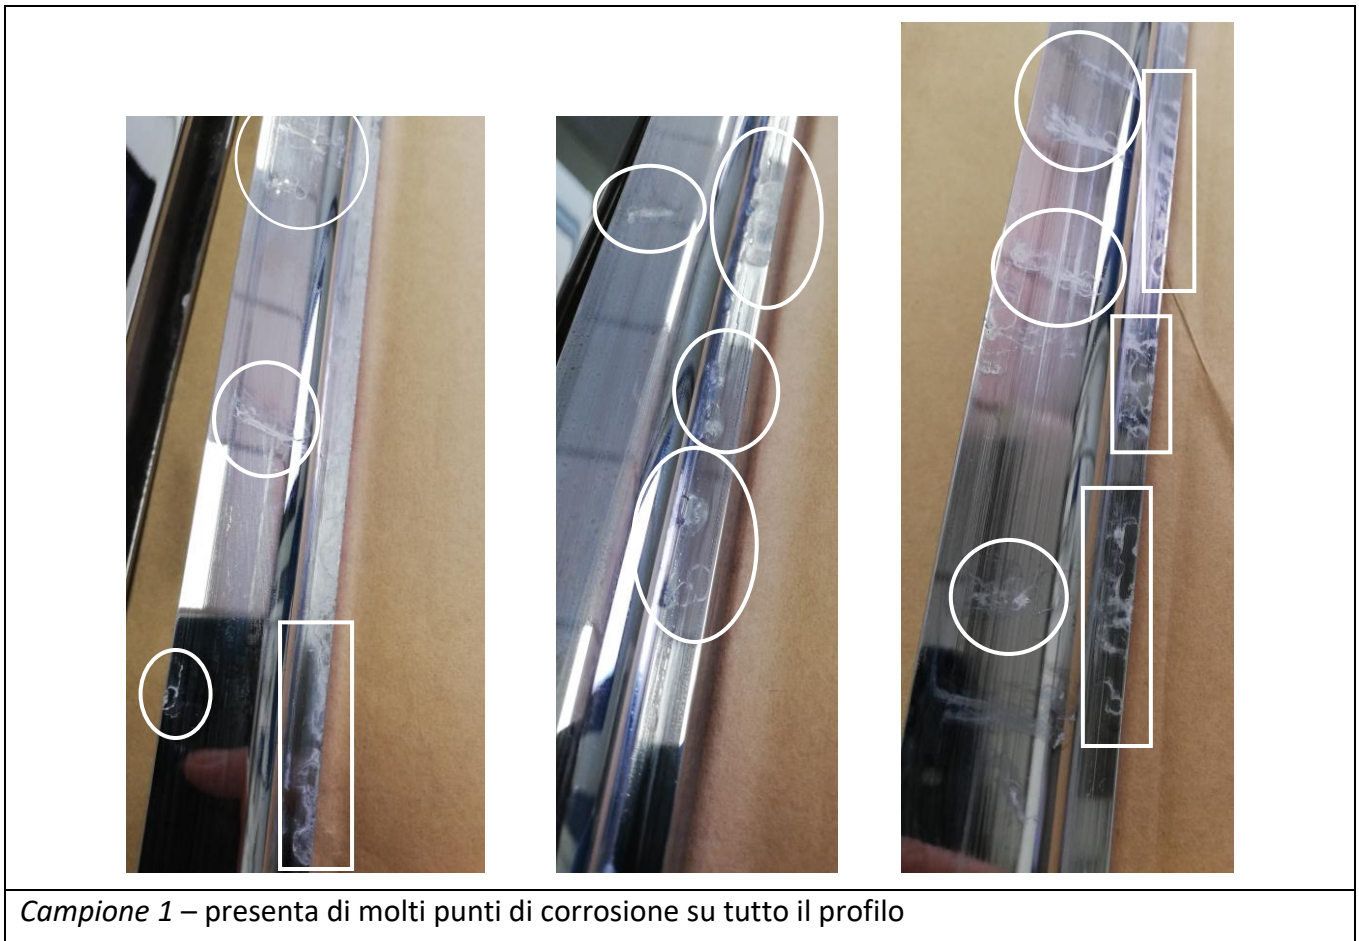 Campione 1 – presenta di molti punti di corrosione su tutto il profilo